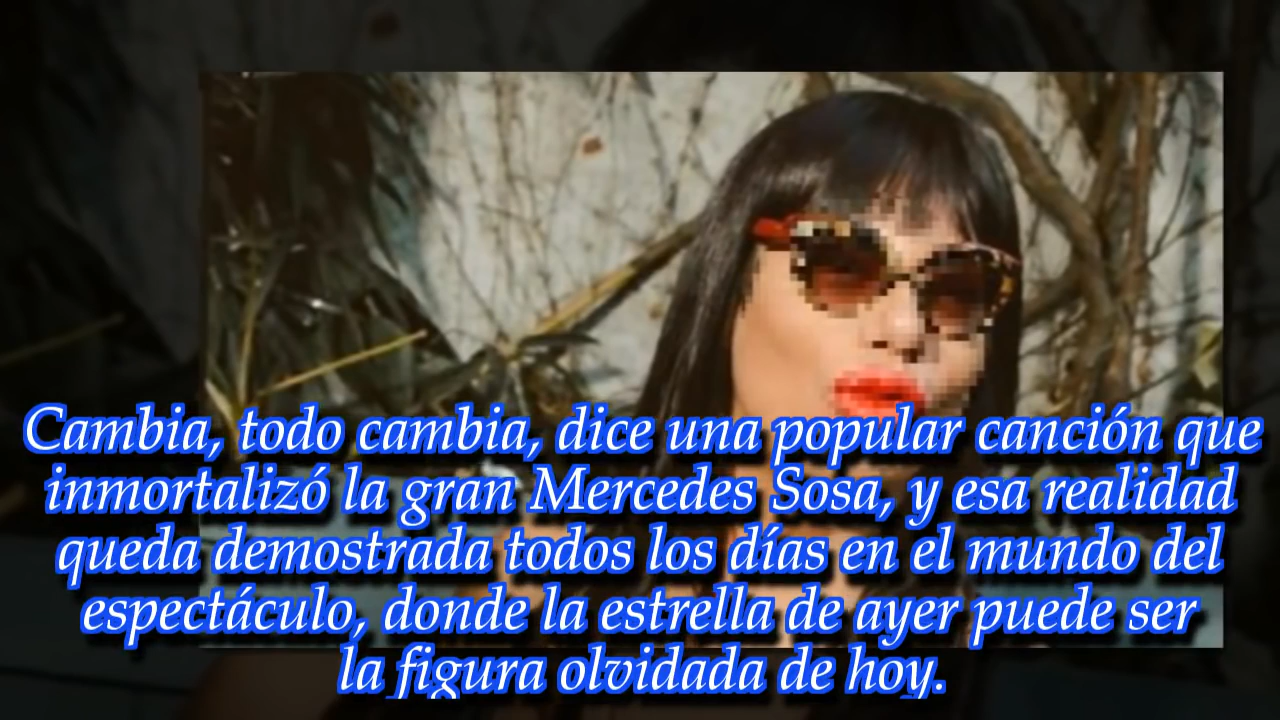 Cambia, todo cambia, dice una popular canción que
inmortalizó la gran Mercedes Sosa, y esa realidad
queda demostrada todos los días en el mundo del
espectáculo, donde la estrella de ayer puede ser
la figura olvidada de hoy.